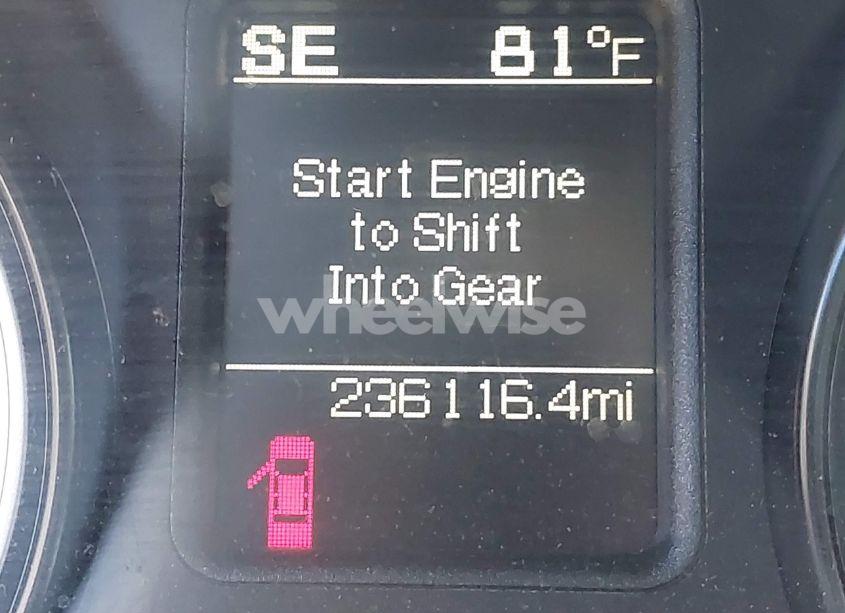 SE 81°F
Start Engine
to Shift
Into Gear
wheelwise
236116.4mi